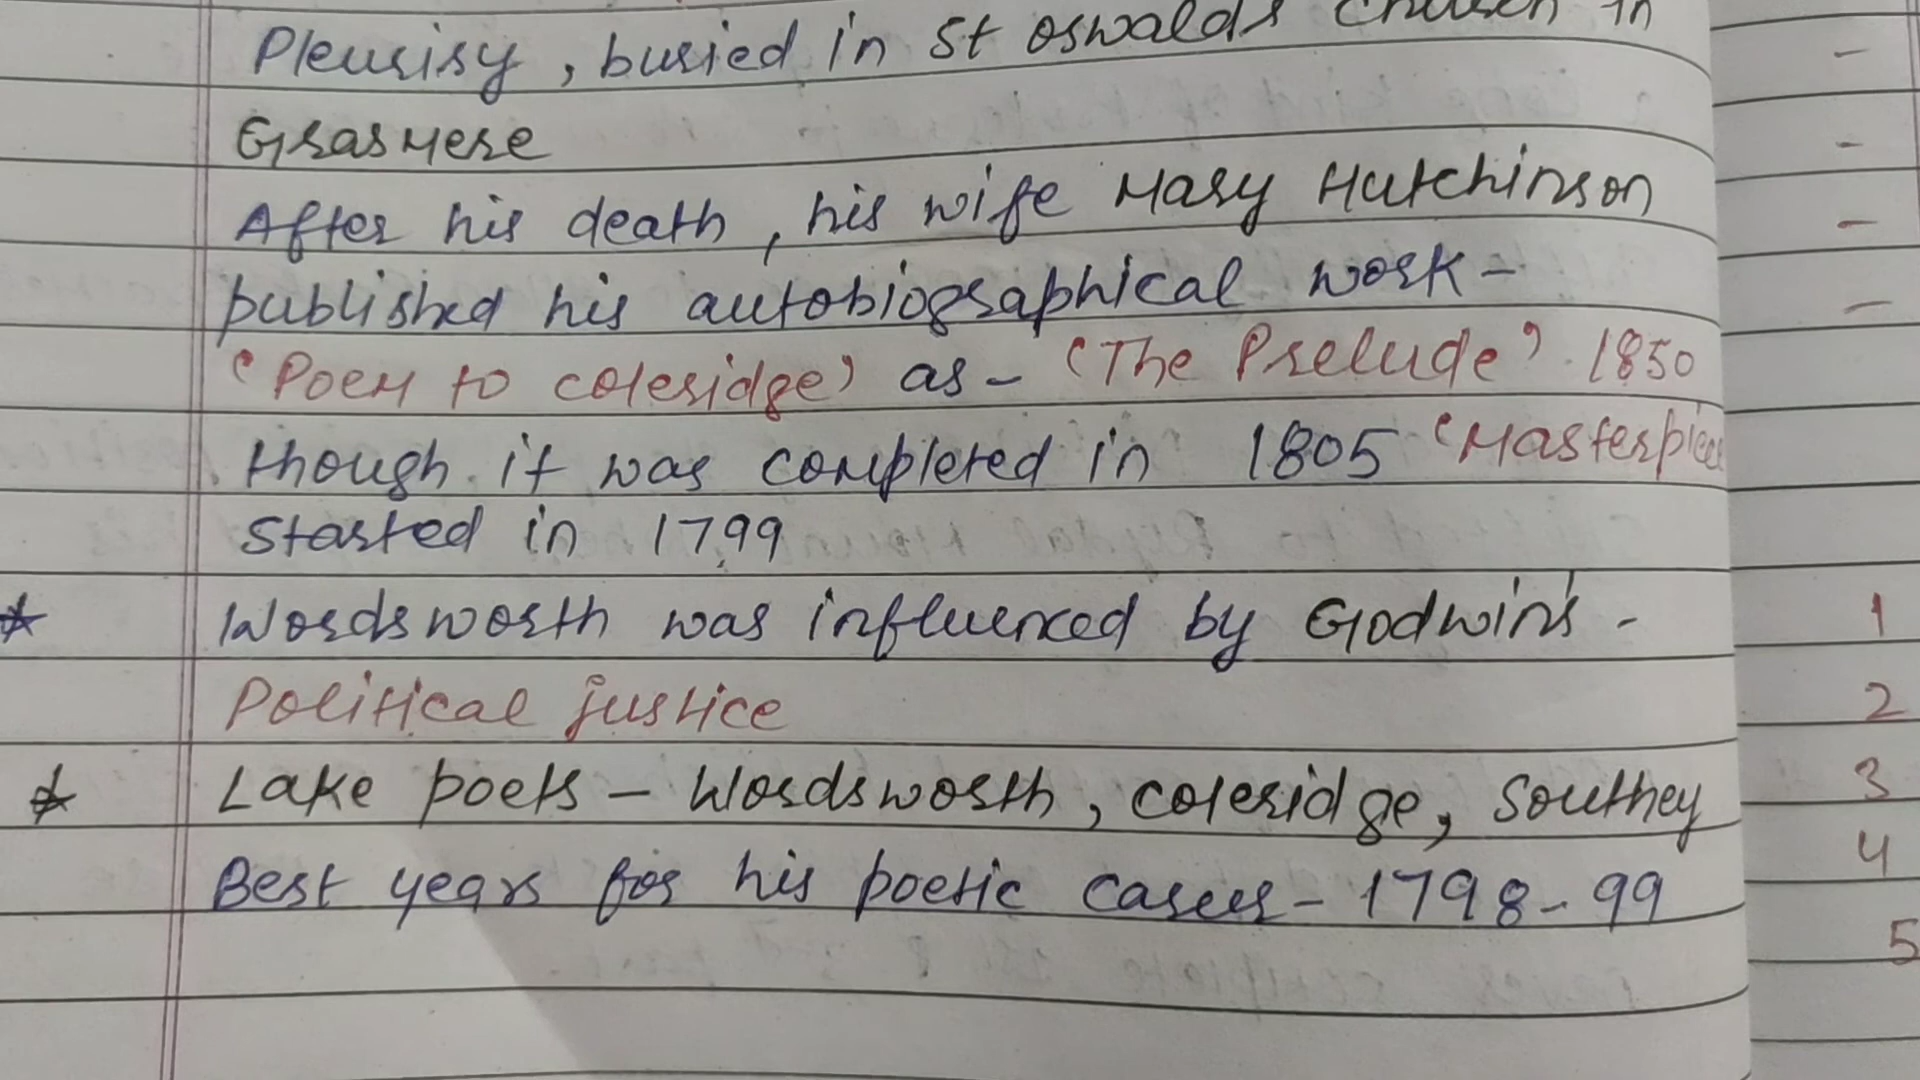 Pleurisy, buried in St oswalds church in
Grasmere
After his death, his wife Mary Hutchinson
published his autobiographical work -
'Poem to coleridge' as - 'The Prelude' 1850
though it was completed in 1805 'Masterpiece
started in 1799
★ Wordsworth was influenced by Godwin's -
Political justice
★ Lake poets - Wordsworth, coleridge, Southey
Best years for his poetic career - 1798-99
-
-
-
-
1
2
3
4
5